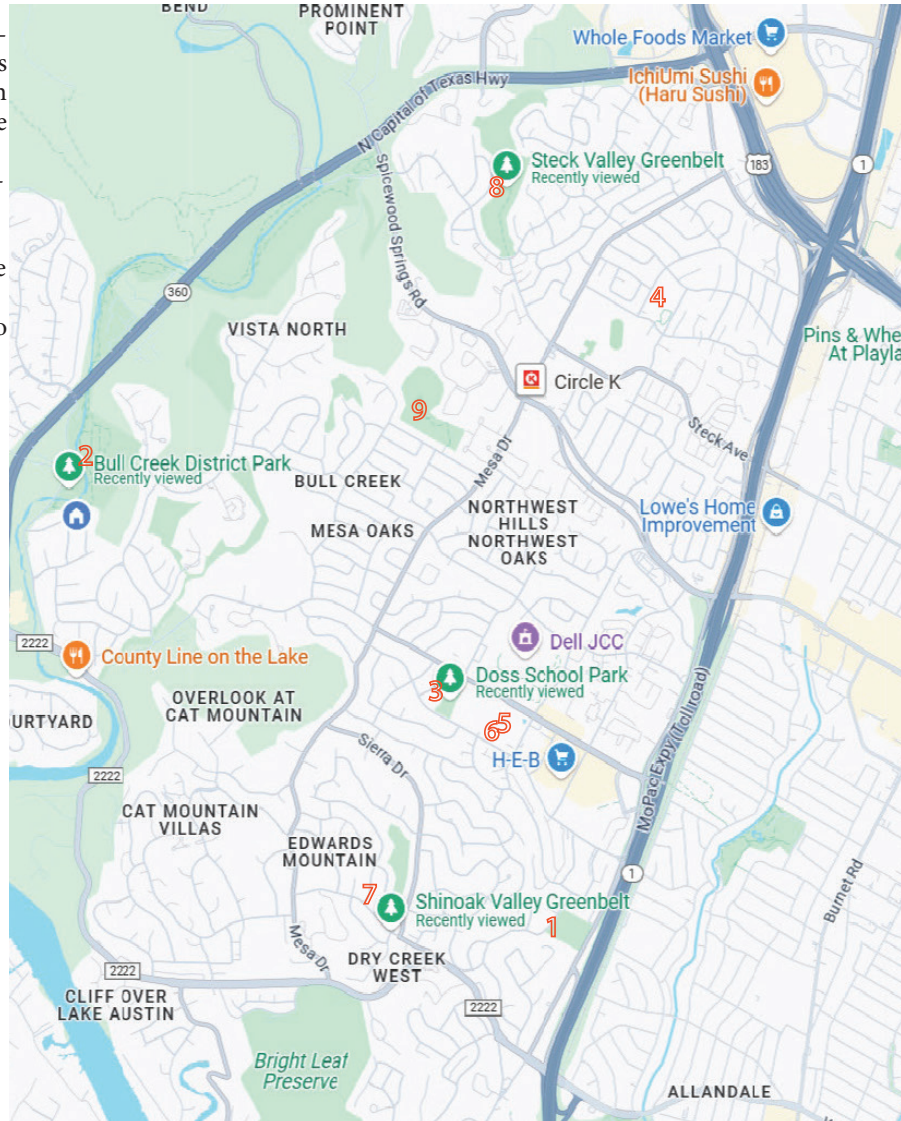 BEND
PROMINENT
POINT
Whole Foods Market
IchiUmi Sushi
(Haru Sushi)
N Capital of Texas Hwy
Steck Valley Greenbelt
Recently viewed
8
183
1
Spicewood Springs Rd
360
4
VISTA NORTH
Pins & Whe
At Playla
Circle K
9
Steck Ave
Mesa Dr
2
Bull Creek District Park
Recently viewed
BULL CREEK
MESA OAKS
NORTHWEST
HILLS
NORTHWEST
OAKS
Lowe's Home
Improvement
2222
County Line on the Lake
Dell JCC
Doss School Park
Recently viewed
3
OVERLOOK AT
CAT MOUNTAIN
OURTYARD
6
5
H-E-B
Sierra Dr
MoPac Expy (Toll road)
2222
CAT MOUNTAIN
VILLAS
EDWARDS
MOUNTAIN
1
7
Shinoak Valley Greenbelt
Recently viewed
1
Burnet Rd
Mesa Dr
DRY CREEK
WEST
2222
2222
CLIFF OVER
LAKE AUSTIN
Bright Leaf
Preserve
ALLANDALE